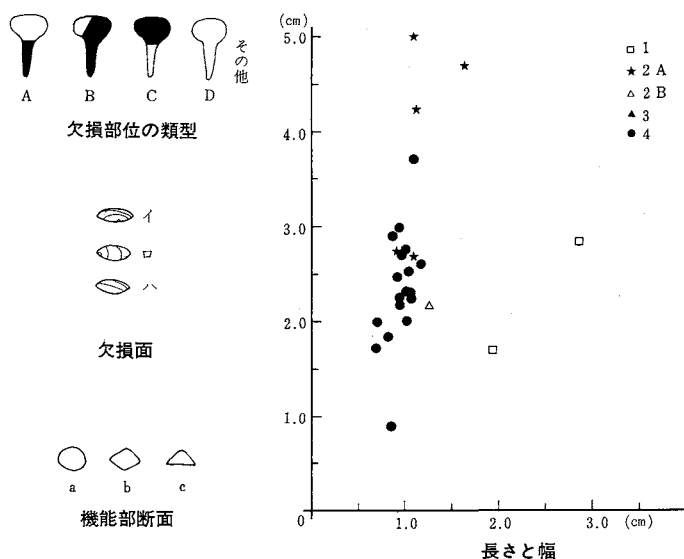 A B C D その他
欠損部位の類型
イ
ロ
ハ
欠損面
a b c
機能部断面
(cm)
5.0
4.0
3.0
2.0
1.0
0 1.0 2.0 3.0 (cm)
長さと幅
□ 1
★ 2 A
△ 2 B
▲ 3
● 4